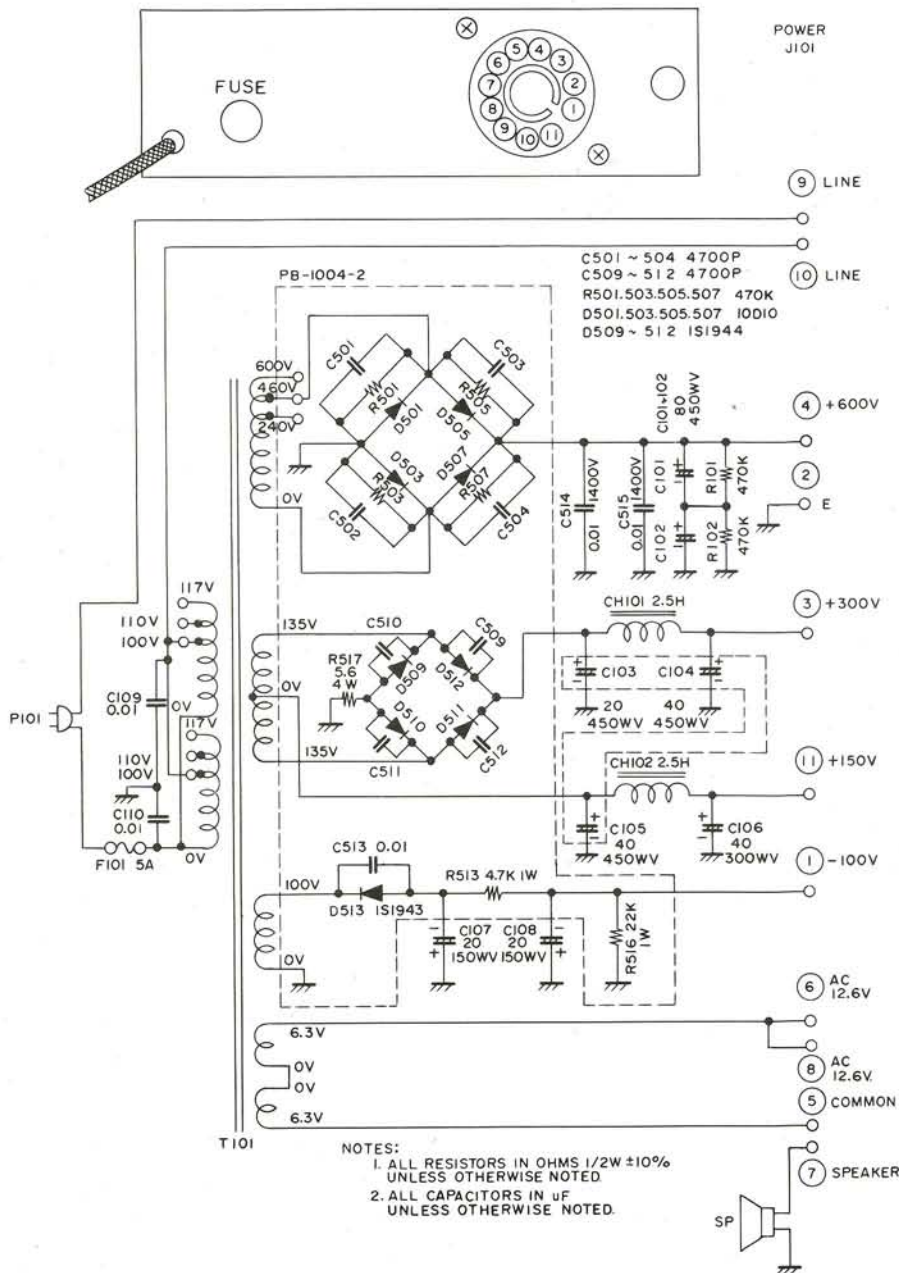 POWER
J101
FUSE
1
2
3
4
5
6
7
8
9
10
11
9 LINE
10 LINE
PB-1004-2
C501 ~ 504 4700P
C509 ~ 512 4700P
R501.503.505.507 470K
D501.503.505.507 10D10
D509 ~ 512 1S1944
600V
460V
240V
0V
C501
R501
D501
C503
R505
D505
D503
R503
C502
D507
R507
C504
C101,102
80
450WV
4 +600V
2
E
C514
0.01
1400V
C515
0.01
1400V
C101
C102
R101
470K
R102
470K
117V
110V
100V
0V
C109
0.01
P101
117V
110V
100V
C110
0.01
0V
F101 5A
135V
0V
135V
R517
5.6
4W
C510
C509
D509
D512
D510
D511
C511
C512
CH101 2.5H
3 +300V
C103
20
450WV
C104
40
450WV
CH102 2.5H
11 +150V
C105
40
450WV
C106
40
300WV
1 -100V
C513 0.01
100V
D513 1S1943
R513 4.7K 1W
0V
C107
20
150WV
C108
20
150WV
R516 22K
1W
6 AC
12.6V
6.3V
0V
0V
6.3V
8 AC
12.6V.
5 COMMON
T101
7 SPEAKER
SP
NOTES:
1. ALL RESISTORS IN OHMS 1/2W ±10%
UNLESS OTHERWISE NOTED.
2. ALL CAPACITORS IN uF
UNLESS OTHERWISE NOTED.